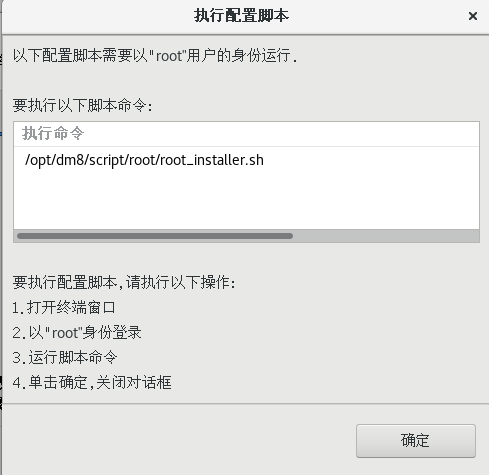 执行配置脚本
×
以下配置脚本需要以"root"用户的身份运行.
要执行以下脚本命令:
执行命令
/opt/dm8/script/root/root_installer.sh
要执行配置脚本,请执行以下操作:
1.打开终端窗口
2.以"root"身份登录
3.运行脚本命令
4.单击确定,关闭对话框
确定